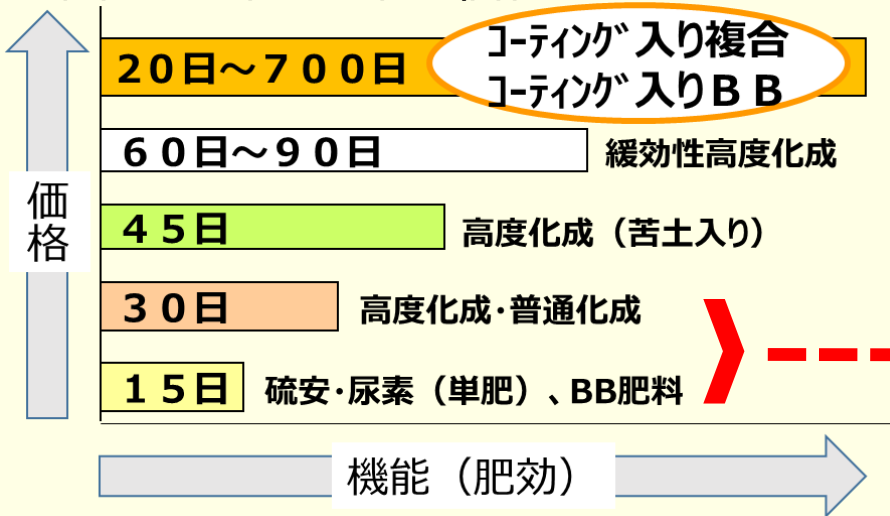 20日～700日
コーティング入り複合
コーティング入りBB
60日～90日
緩効性高度化成
45日
高度化成（苦土入り）
30日
高度化成・普通化成
15日
硫安・尿素（単肥）、BB肥料
価格
機能（肥効）